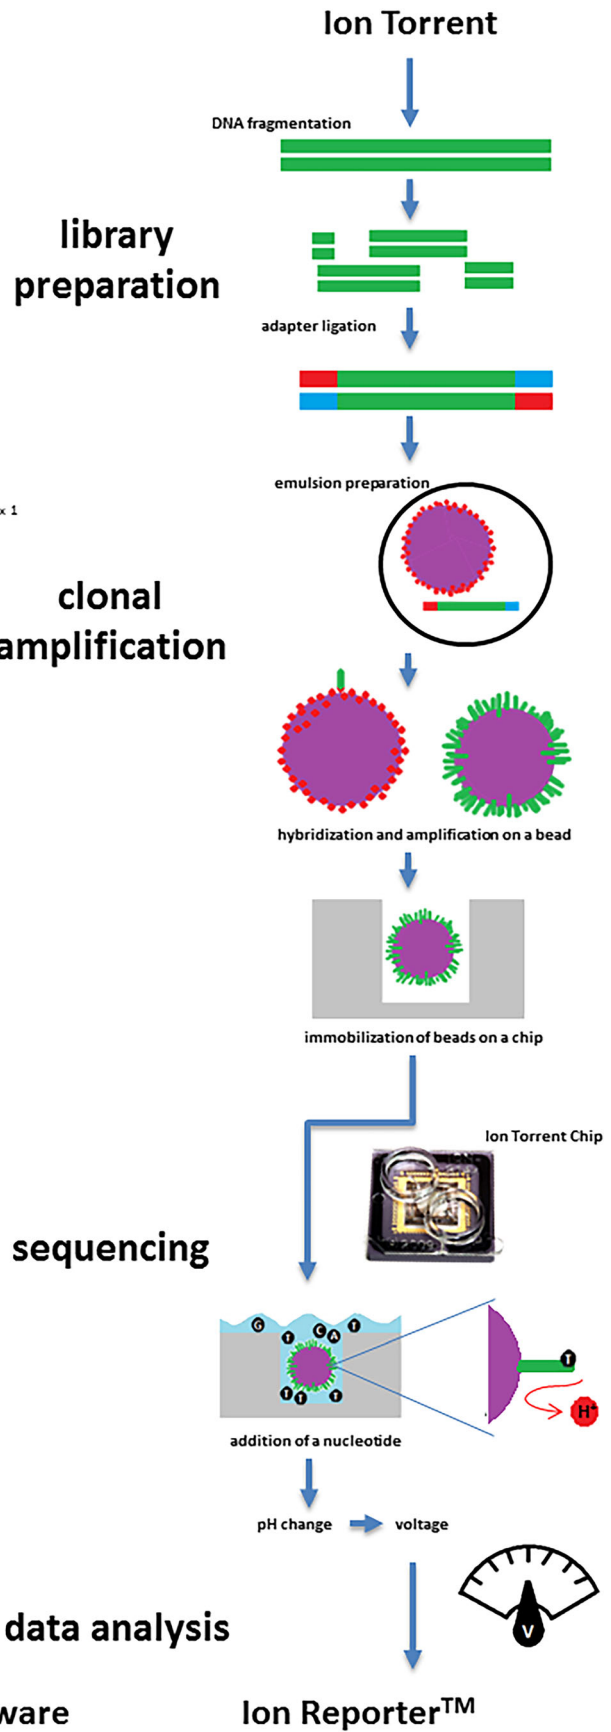 Ion Torrent
DNA fragmentation
library
preparation
adapter ligation
emulsion preparation
x 1
clonal
amplification
hybridization and amplification on a bead
immobilization of beads on a chip
Ion Torrent Chip
sequencing
G
T
C
A
T
T
T
T
T
H+
addition of a nucleotide
pH change
voltage
V
data analysis
ware
Ion Reporter™